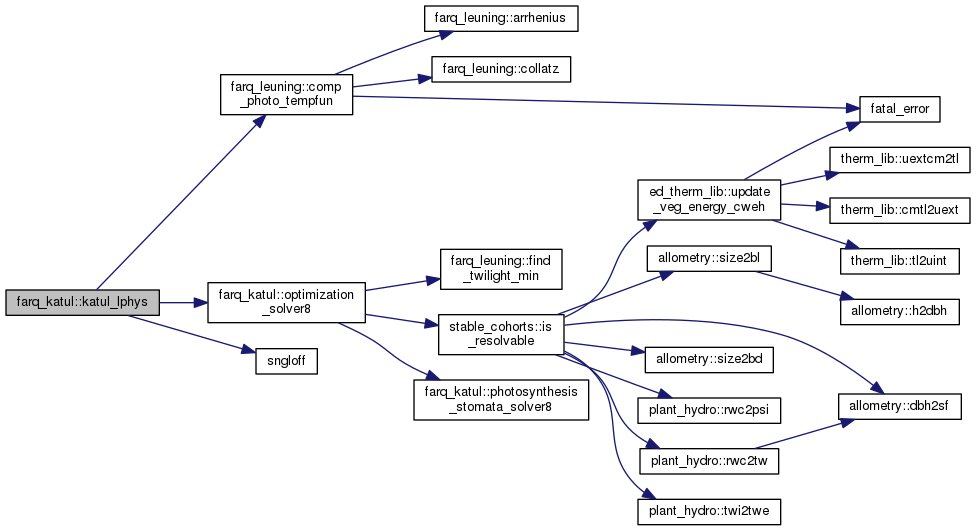 farq_leuning::arrhenius
farq_leuning::collatz
farq_leuning::comp
_photo_tempfun
fatal_error
therm_lib::uextcm2tl
ed_therm_lib::update
_veg_energy_cweh
therm_lib::cmtl2uext
therm_lib::tl2uint
allometry::size2bl
farq_leuning::find
_twilight_min
farq_katul::katul_lphys
farq_katul::optimization
_solver8
allometry::h2dbh
stable_cohorts::is
_resolvable
sngloff
allometry::size2bd
farq_katul::photosynthesis
_stomata_solver8
plant_hydro::rwc2psi
allometry::dbh2sf
plant_hydro::rwc2tw
plant_hydro::twi2twe